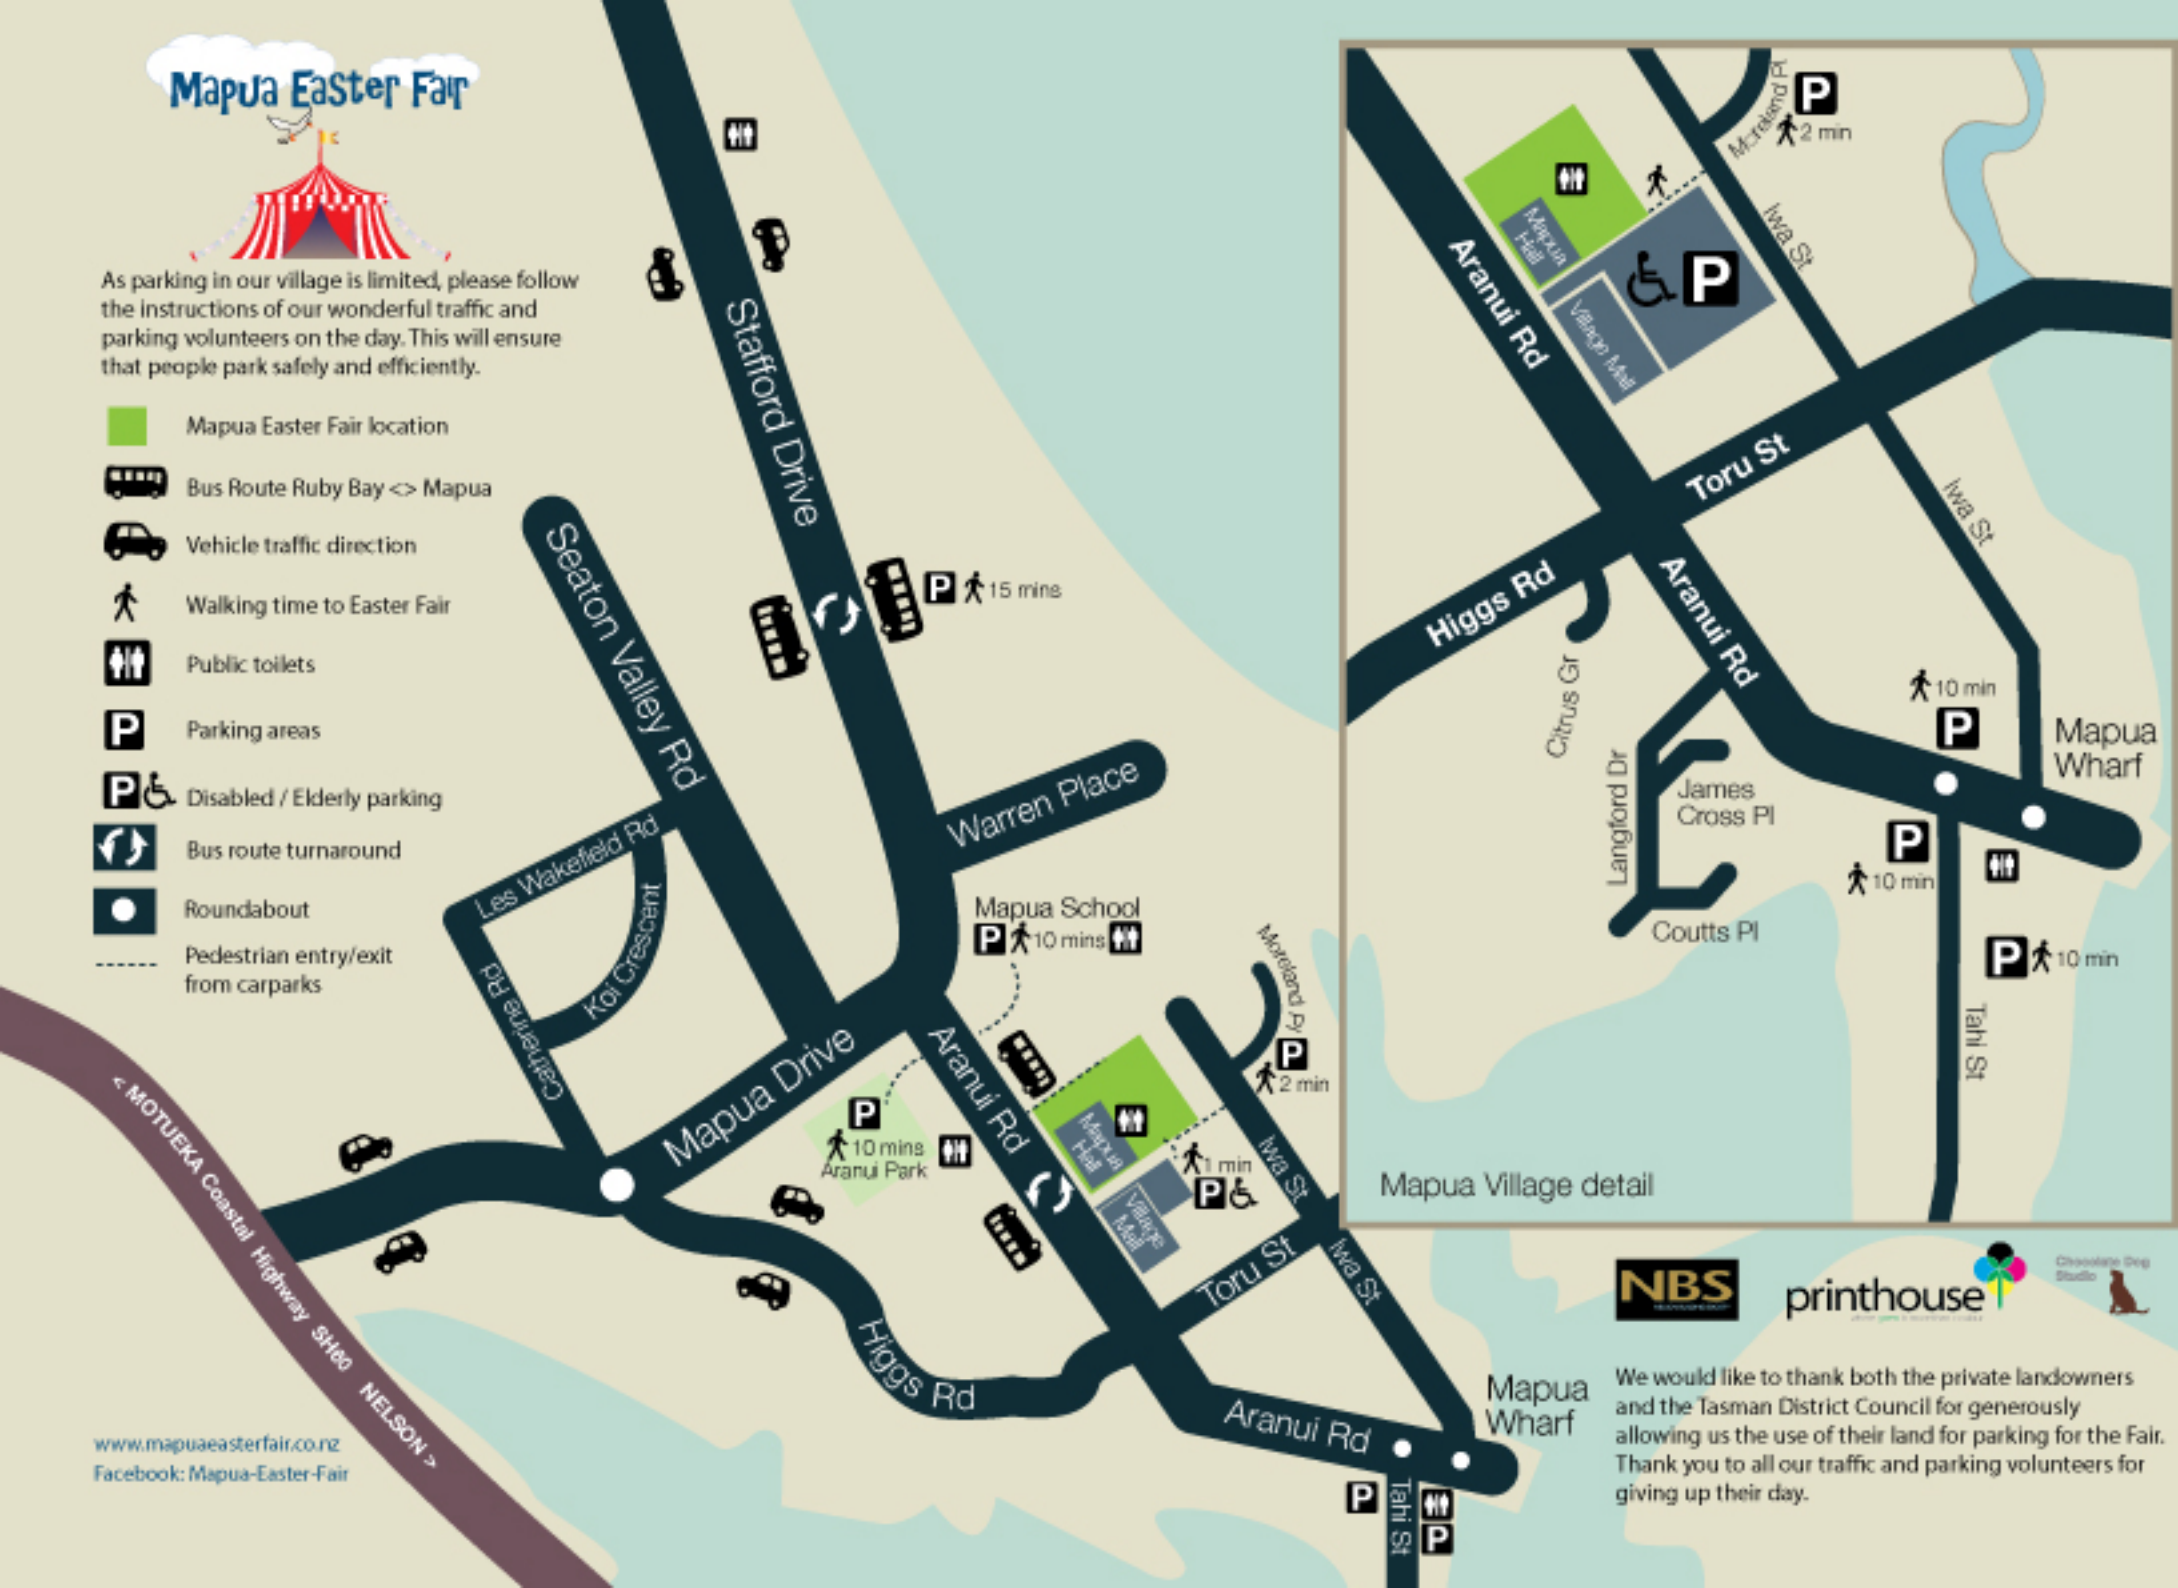 Mapua Easter Fair
As parking in our village is limited, please follow
the instructions of our wonderful traffic and
parking volunteers on the day. This will ensure
that people park safely and efficiently.
Mapua Easter Fair location
Bus Route Ruby Bay <> Mapua
Vehicle traffic direction
Walking time to Easter Fair
Public toilets
P
Parking areas
P
Disabled / Elderly parking
Bus route turnaround
Roundabout
Pedestrian entry/exit
from carparks
< MOTUEKA Coastal Highway SH60 NELSON >
www.mapuaeasterfair.co.nz
Facebook: Mapua-Easter-Fair
Stafford Drive
P 15 mins
Seaton Valley Rd
Warren Place
Les Wakefield Rd
Koi Crescent
Catherine Rd
Mapua School
P 10 mins
Mapua Drive
Aranui Rd
P
10 mins
Aranui Park
Moreland Py
P
2 min
Mapua
Hall
1 min
P
Village
Mall
Iwa St
Toru St
Iwa St
Higgs Rd
Aranui Rd
Mapua
Wharf
P
Tahi St
P
Moreland Pl
P
2 min
Iwa St
Mapua
Hall
P
Village Mall
Aranui Rd
Toru St
Iwa St
Higgs Rd
Aranui Rd
Citrus Gr
10 min
P
Mapua
Wharf
Langford Dr
James
Cross Pl
P
10 min
Coutts Pl
P 10 min
Tahi St
Mapua Village detail
NBS
printhouse
Chocolate Dog
Studio
We would like to thank both the private landowners
and the Tasman District Council for generously
allowing us the use of their land for parking for the Fair.
Thank you to all our traffic and parking volunteers for
giving up their day.